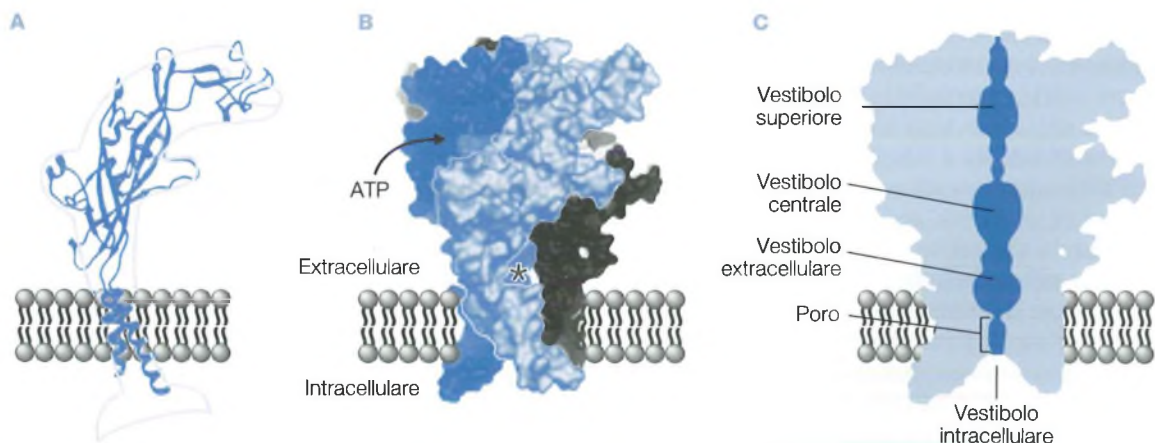 A
B
ATP
*
Extracellulare
Intracellulare
C
Vestibolo
superiore
Vestibolo
centrale
Vestibolo
extracellulare
Poro
Vestibolo
intracellulare